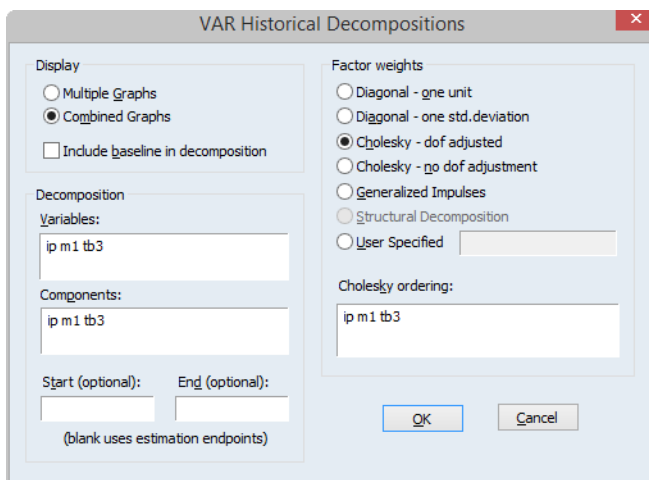 VAR Historical Decompositions
Display
Multiple Graphs
Combined Graphs
Include baseline in decomposition
Decomposition
Variables:
ip m1 tb3
Components:
ip m1 tb3
Start (optional):
End (optional):
(blank uses estimation endpoints)
Factor weights
Diagonal - one unit
Diagonal - one std.deviation
Cholesky - dof adjusted
Cholesky - no dof adjustment
Generalized Impulses
Structural Decomposition
User Specified
Cholesky ordering:
ip m1 tb3
OK
Cancel